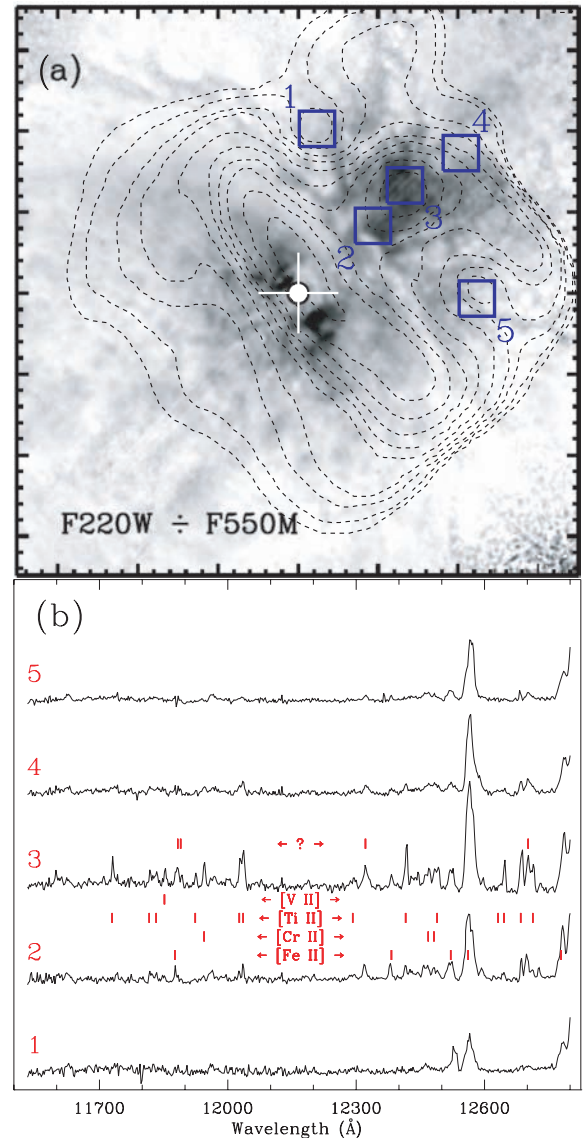 (a)
1
4
3
2
5
F220W ÷ F550M
(b)
5
4
3
← ? →
← [V II] →
← [Ti II] →
← [Cr II] →
← [Fe II] →
2
1
11700 12000 12300 12600
Wavelength (Å)